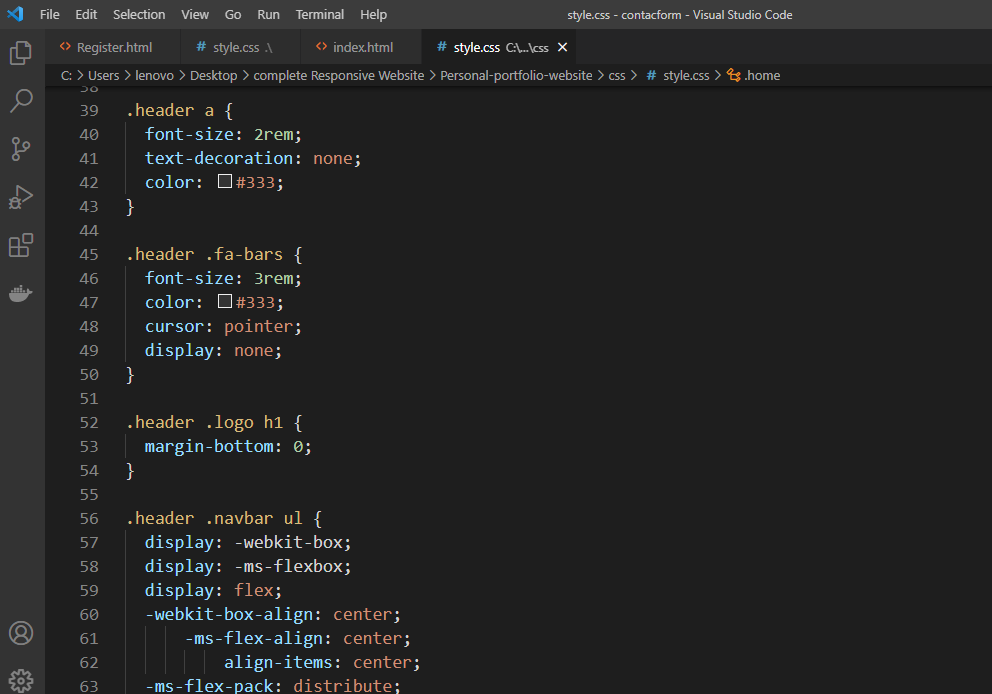 File Edit Selection View Go Run Terminal Help style.css - contacform - Visual Studio Code
<> Register.html # style.css .\ <> index.html # style.css C:\...\css ×
C: > Users > lenovo > Desktop > complete Responsive Website > Personal-portfolio-website > css > # style.css > .home
38
39 .header a {
40 font-size: 2rem;
41 text-decoration: none;
42 color: #333;
43 }
44
45 .header .fa-bars {
46 font-size: 3rem;
47 color: #333;
48 cursor: pointer;
49 display: none;
50 }
51
52 .header .logo h1 {
53 margin-bottom: 0;
54 }
55
56 .header .navbar ul {
57 display: -webkit-box;
58 display: -ms-flexbox;
59 display: flex;
60 -webkit-box-align: center;
61 -ms-flex-align: center;
62 align-items: center;
63 -ms-flex-pack: distribute;